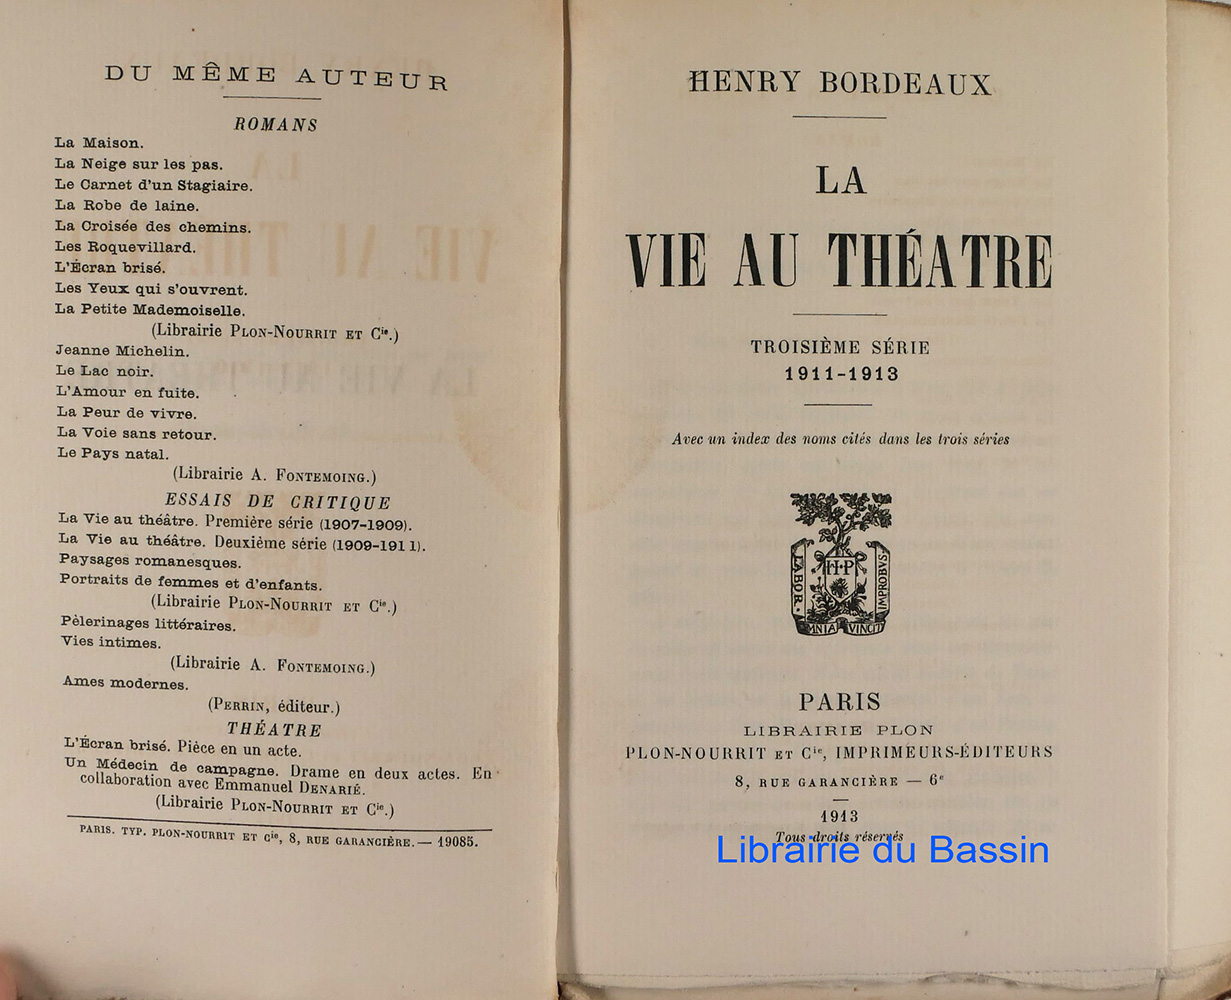 DU MÊME AUTEUR
ROMANS
La Maison.
La Neige sur les pas.
Le Carnet d'un Stagiaire.
La Robe de laine.
La Croisée des chemins.
Les Roquevillard.
L'Écran brisé.
Les Yeux qui s'ouvrent.
La Petite Mademoiselle.
(Librairie PLON-NOURRIT ET Cie.)
Jeanne Michelin.
Le Lac noir.
L'Amour en fuite.
La Peur de vivre.
La Voie sans retour.
Le Pays natal.
(Librairie A. FONTEMOING.)
ESSAIS DE CRITIQUE
La Vie au théâtre. Première série (1907-1909).
La Vie au théâtre. Deuxième série (1909-1911).
Paysages romanesques.
Portraits de femmes et d'enfants.
(Librairie PLON-NOURRIT ET Cie.)
Pèlerinages littéraires.
Vies intimes.
(Librairie A. FONTEMOING.)
Ames modernes.
(PERRIN, éditeur.)
THÉATRE
L'Écran brisé. Pièce en un acte.
Un Médecin de campagne. Drame en deux actes. En
collaboration avec Emmanuel DENARIÉ.
(Librairie PLON-NOURRIT ET Cie.)
PARIS. TYP. PLON-NOURRIT ET Cie, 8, RUE GARANCIÈRE. — 19085.
HENRY BORDEAUX
LA
VIE AU THÉATRE
TROISIÈME SÉRIE
1911-1913
Avec un index des noms cités dans les trois séries
LABOR
H·P
IMPROBVS
OMNIA VINCIT
PARIS
LIBRAIRIE PLON
PLON-NOURRIT ET Cie, IMPRIMEURS-ÉDITEURS
8, RUE GARANCIÈRE — 6e
1913
Tous droits réservés
Librairie du Bassin